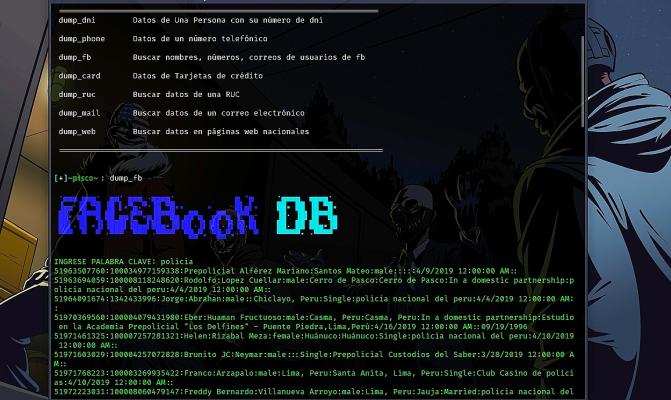 dump_dni Datos de Una Persona con su número de dni
dump_phone Datos de un número telefónico
dump_fb Buscar nombres, números, correos de usuarios de fb
dump_card Datos de Tarjetas de crédito
dump_ruc Buscar datos de una RUC
dump_mail Buscar datos de un correo electrónico
dump_web Buscar datos en páginas web nacionales
[+]~pisco~ : dump_fb
FACEBooK DB
INGRESE PALABRA CLAVE: policia
51963507760:100034977159338:Prepolicial Alférez Mariano:Santos Mateo:male:::::4/9/2019 12:00:00 AM::
51963694059:100008118248620:Rodolfo:Lopez Cuellar:male:Cerro de Pasco:Cerro de Pasco:In a domestic partnership:p
olicia nacional del peru:4/4/2019 12:00:00 AM::
51964091674:1342433996:Jorge:Abrahan:male::Chiclayo, Peru:Single:policia nacional del peru:4/4/2019 12:00:00 AM:
:
51970369560:100004079431980:Eber:Huaman Fructuoso:male:Casma, Peru:Casma, Peru:In a domestic partnership:Estudio
en la Academia Prepolicial "Los Delfines" - Puente Piedra,Lima,Perú:4/16/2019 12:00:00 AM::09/19/1996
51971461325:100007257281321:Helen:Rizabal Meza:female:Huánuco:Huánuco:Single:policia nacional del peru:4/10/2019
12:00:00 AM::
51971603029:100004257072828:Brunito JC:Neymar:male:::Single:Prepolicial Custodios del Saber:3/28/2019 12:00:00 A
M::
51971768223:100003269935422:Franco:Arzapalo:male:Lima, Peru:Santa Anita, Lima, Peru:Single:Club Casino de polici
as:4/10/2019 12:00:00 AM::
51972223031:100008060479147:Freddy Bernardo:Villanueva Arroyo:male:Lima, Peru:Jauja:Married:policia nacional del